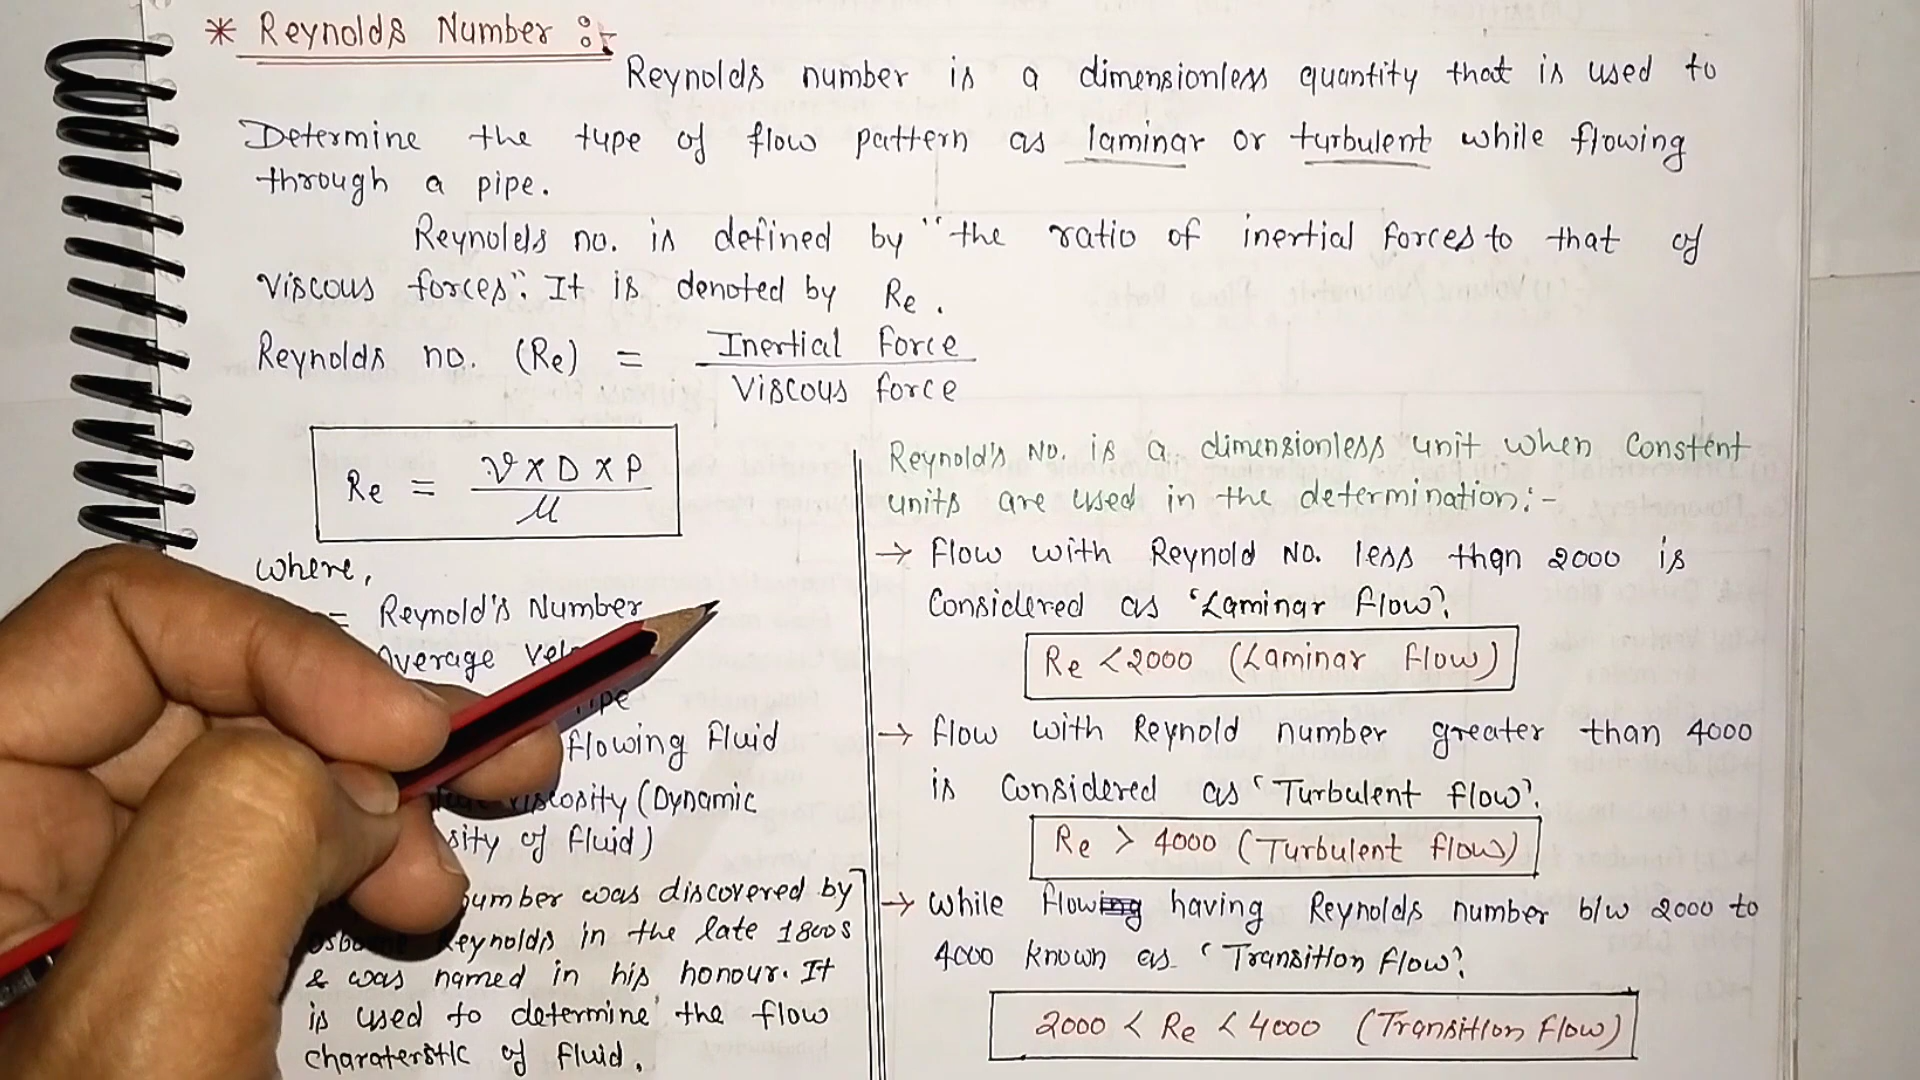 * Reynolds Number :-
Reynolds number is a dimensionless quantity that is used to
Determine the type of flow pattern as laminar or turbulent while flowing
through a pipe.
Reynolds no. is defined by "the ratio of inertial forces to that of
viscous forces". It is denoted by Re.
Reynolds no. (Re) = Inertial Force
Viscous force
Re = v X D X ρ
μ
where,
= Reynold's Number
Average
flowing Fluid
viscosity (Dynamic
of fluid)
number was discovered by
Reynolds in the late 1800s
& was named in his honour. It
is used to determine the flow
charaterstic of fluid.
Reynold's No. is a dimensionless unit when Constent
units are used in the determination:-
→ Flow with Reynold No. less than 2000 is
Considered as 'Laminar Flow'.
Re < 2000 (Laminar Flow)
→ flow with Reynold number greater than 4000
is Considered as 'Turbulent flow'.
Re > 4000 (Turbulent flow)
→ While flow having Reynolds number b/w 2000 to
4000 known as 'Transition Flow'.
2000 < Re < 4000 (Transition Flow)